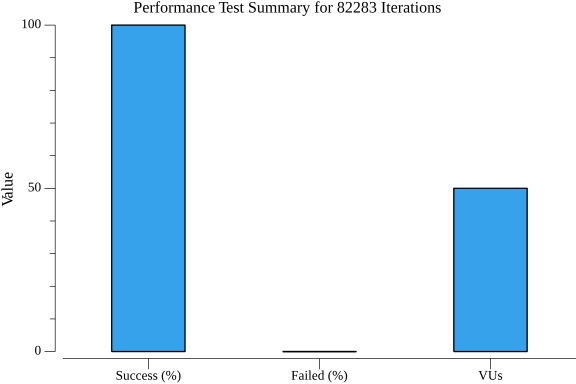 Performance Test Summary for 82283 Iterations
100
50
0
Value
Success (%)
Failed (%)
VUs